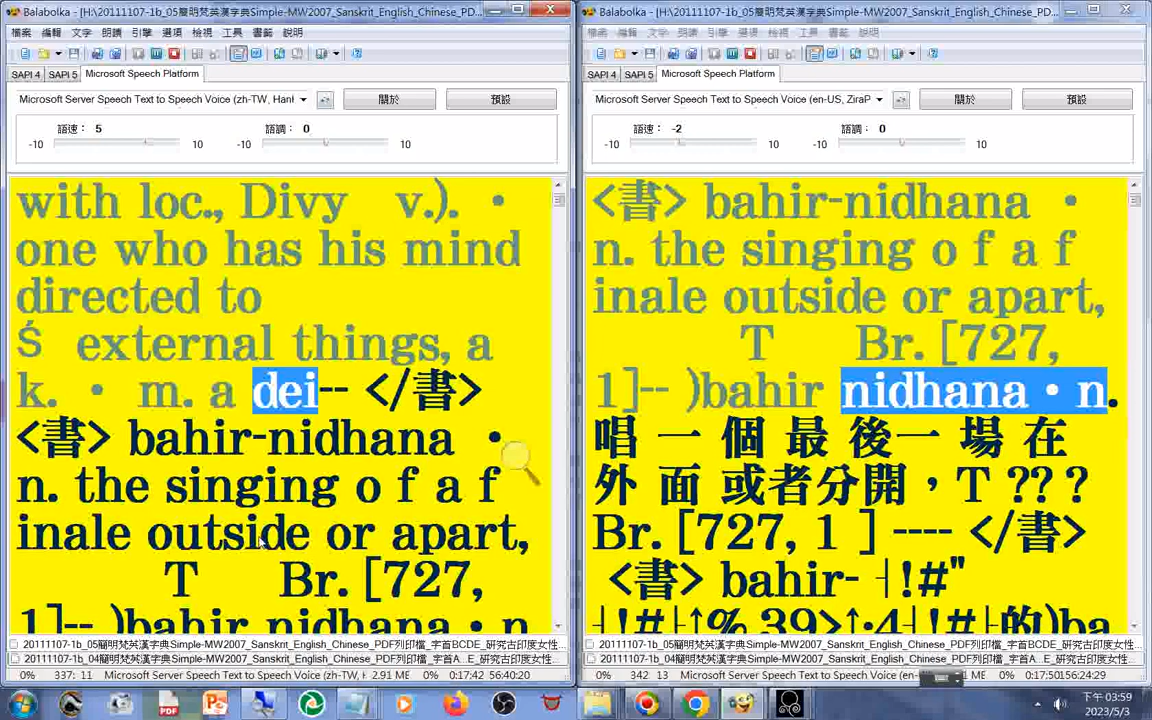 Balabolka - [H:\20111107-1b_05簡明梵英漢字典Simple-MW2007_Sanskrit_English_Chinese_PD...
檔案 編輯 文字 朗讀 引擎 選項 檢視 工具 書籤 說明
SAPI 4 SAPI 5 Microsoft Speech Platform
Microsoft Server Speech Text to Speech Voice (zh-TW, Hanl
關於 預設
語速： 5 語調： 0
-10 10 -10 10
with loc., Divy v.). •
one who has his mind
directed to
Ś external things, a
k. • m. a dei-- </書>
<書> bahir-nidhana •
n. the singing o f a f
inale outside or apart,
T Br. [727,
1]-- )bahir nidhana • n
20111107-1b_05簡明梵英漢字典Simple-MW2007_Sanskrit_English_Chinese_PDF列印檔_字首BCDE_研究古印度女性...
20111107-1b_04簡明梵英漢字典Simple-MW2007_Sanskrit_English_Chinese_PDF列印檔_字首A...E_研究古印度女性...
0% 337: 11 Microsoft Server Speech Text to Speech Voice (zh-TW, H 2.91 ME 0% 0:17:42 56:40:20
Balabolka - [H:\20111107-1b_05簡明梵英漢字典Simple-MW2007_Sanskrit_English_Chinese_PD...
檔案 編輯 文字 朗讀 引擎 選項 檢視 工具 書籤 說明
SAPI 4 SAPI 5 Microsoft Speech Platform
Microsoft Server Speech Text to Speech Voice (en-US, ZiraP
關於 預設
語速： -2 語調： 0
-10 10 -10 10
<書> bahir-nidhana •
n. the singing o f a f
inale outside or apart,
T Br. [727,
1]-- )bahir nidhana • n.
唱 一 個 最 後一 場 在
外 面 或者分開，T ?? ?
Br. [727, 1 ] ---- </書>
<書> bahir- ┤!#"
┤!#├↑%,39>↑·4┤!#┤的)ba
20111107-1b_05簡明梵英漢字典Simple-MW2007_Sanskrit_English_Chinese_PDF列印檔_字首BCDE_研究古印度女性...
20111107-1b_04簡明梵英漢字典Simple-MW2007_Sanskrit_English_Chinese_PDF列印檔_字首A...E_研究古印度女性...
0% 342 13 Microsoft Server Speech Text to Speech Voice (en-US, ME 0% 0:17:50 156:24:29
下午 03:59
2023/5/3